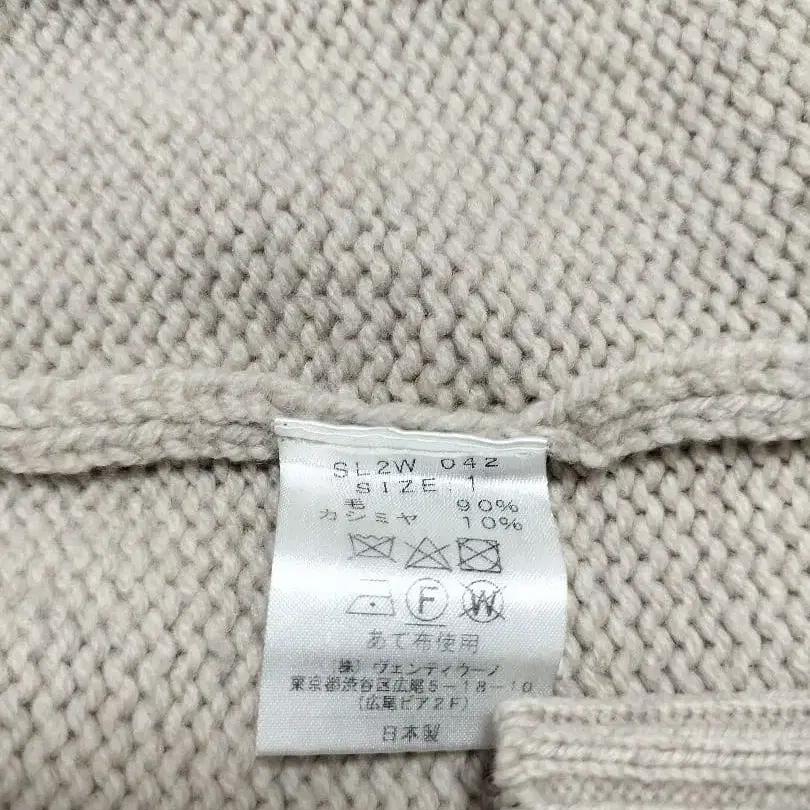 SL2W 042
SIZE. 1
毛 90%
カシミヤ 10%
F W
あて布使用
(株) ヴェンティウーノ
東京都渋谷区広尾5-18-10
(広尾ピア2F)
日本製